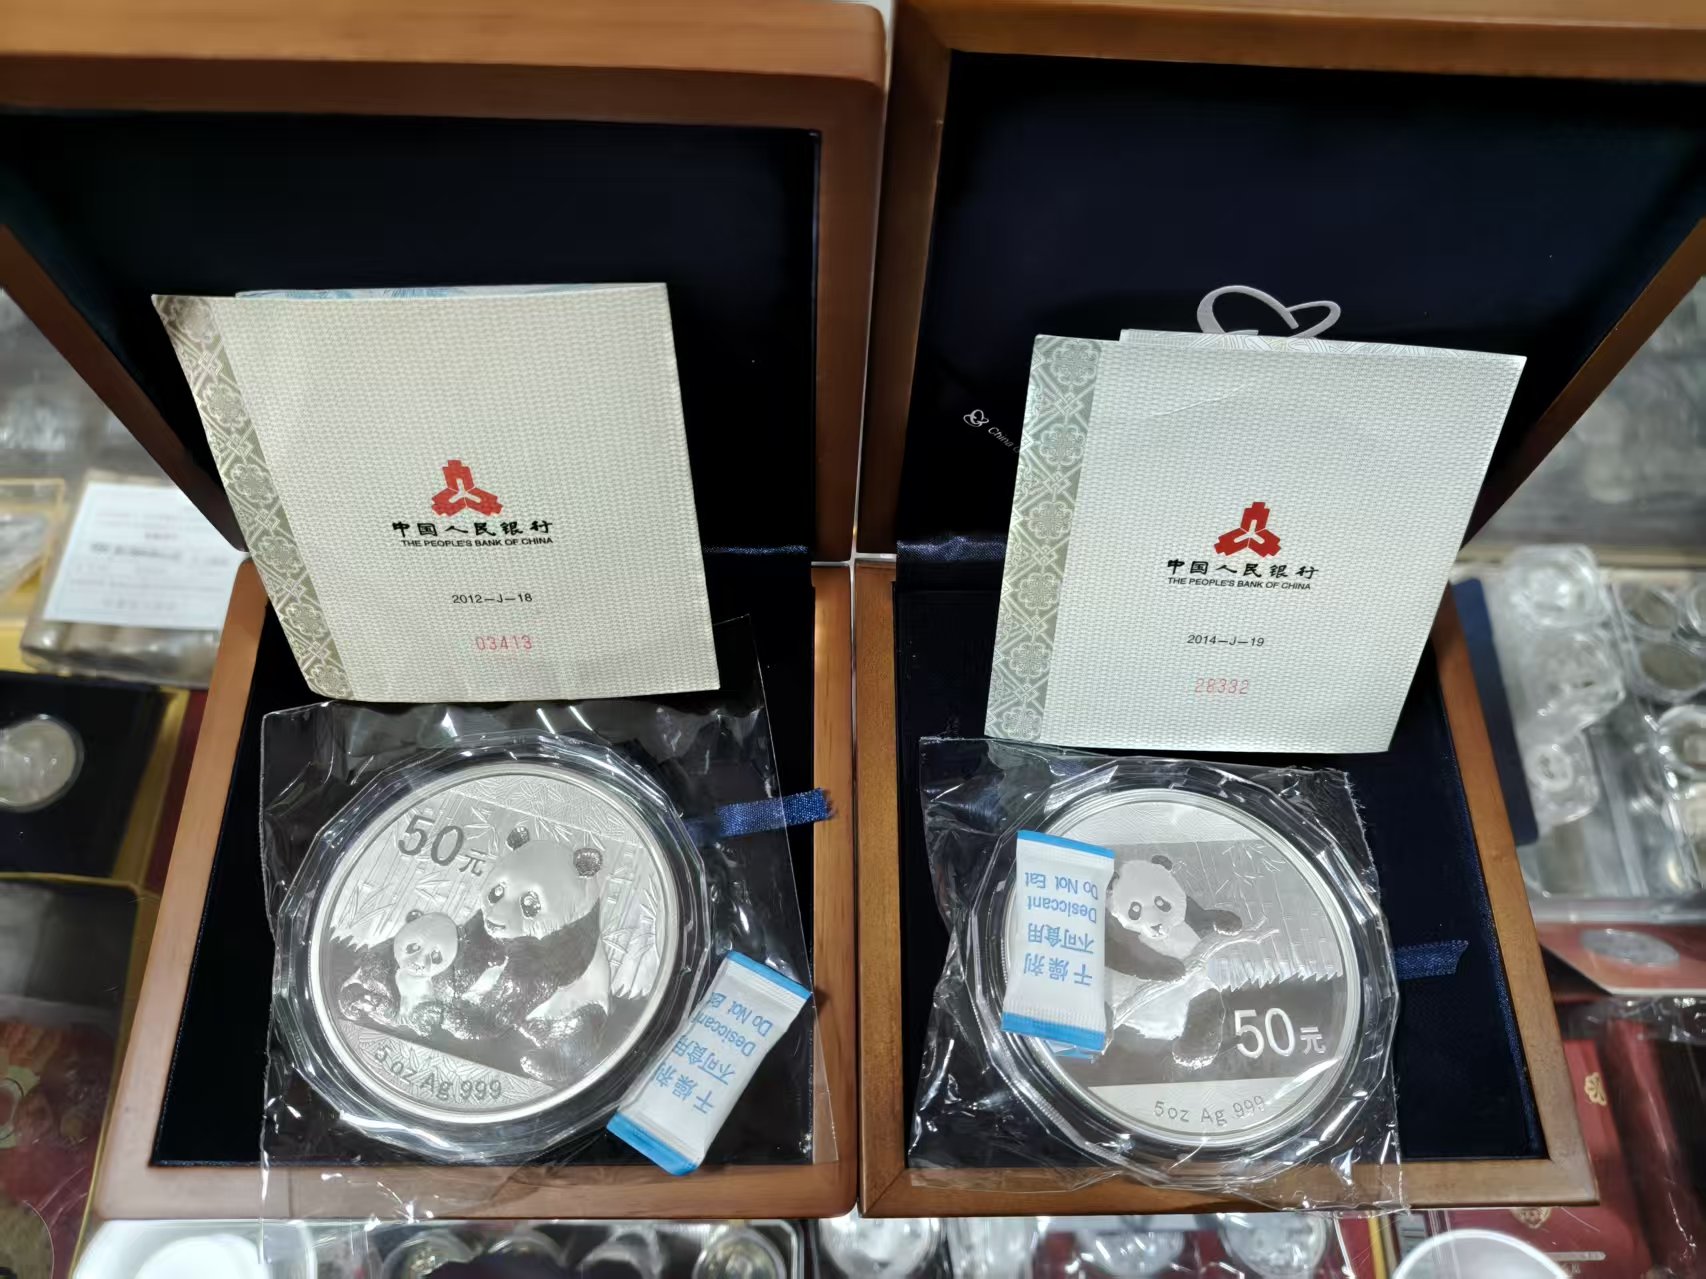 中国人民银行
THE PEOPLE'S BANK OF CHINA
2012-J-18
03413
中国人民银行
THE PEOPLE'S BANK OF CHINA
2014-J-19
28332
China
50元
5 oz Ag 999
干燥剂
不可食用
Desiccant
Do Not Eat
干燥剂
不可食用
Desiccant
Do Not Eat
50元
5oz Ag 999